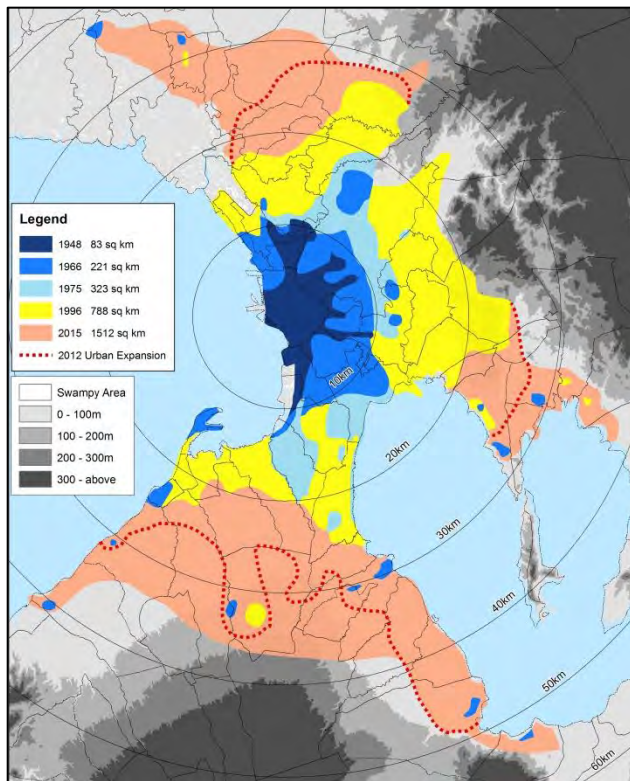 Legend
1948 83 sq km
1966 221 sq km
1975 323 sq km
1996 788 sq km
2015 1512 sq km
2012 Urban Expansion
Swampy Area
0 - 100m
100 - 200m
200 - 300m
300 - above
10km
20km
30km
40km
50km
60km